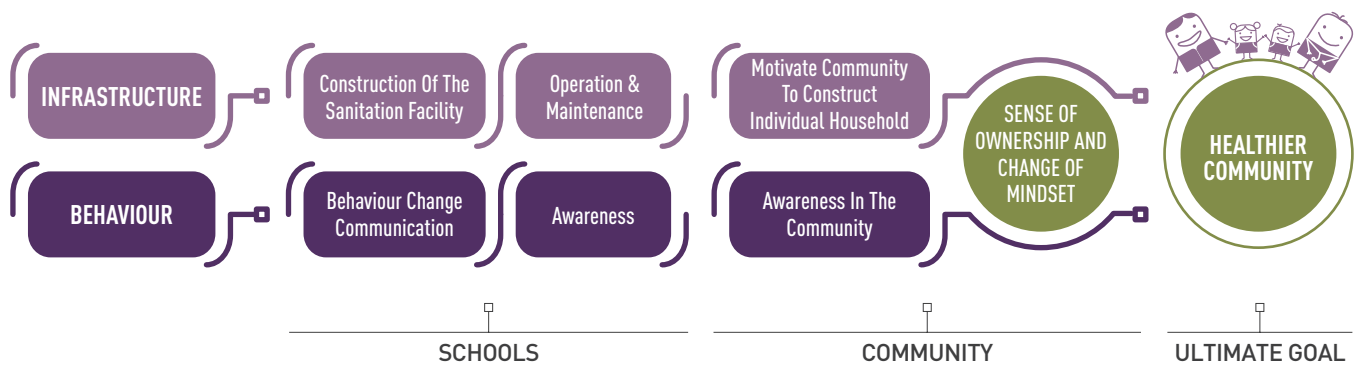 INFRASTRUCTURE
Construction Of The
Sanitation Facility
Operation &
Maintenance
Motivate Community
To Construct
Individual Household
BEHAVIOUR
Behaviour Change
Communication
Awareness
Awareness In The
Community
SENSE OF
OWNERSHIP AND
CHANGE OF
MINDSET
HEALTHIER
COMMUNITY
SCHOOLS
COMMUNITY
ULTIMATE GOAL